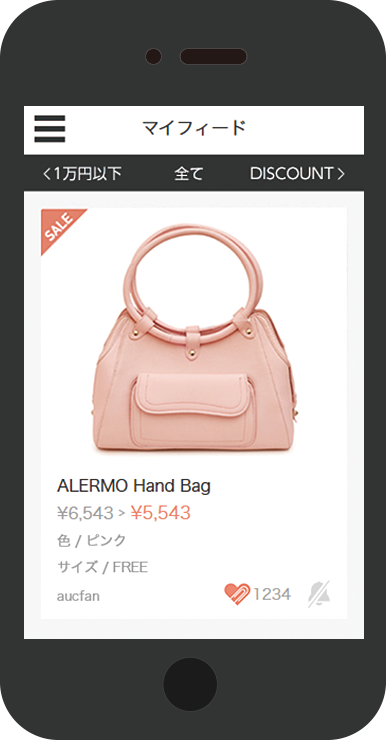 マイフィード
<1万円以下 全て DISCOUNT>
SALE
ALERMO Hand Bag
¥6,543 > ¥5,543
色 / ピンク
サイズ / FREE
aucfan
1234